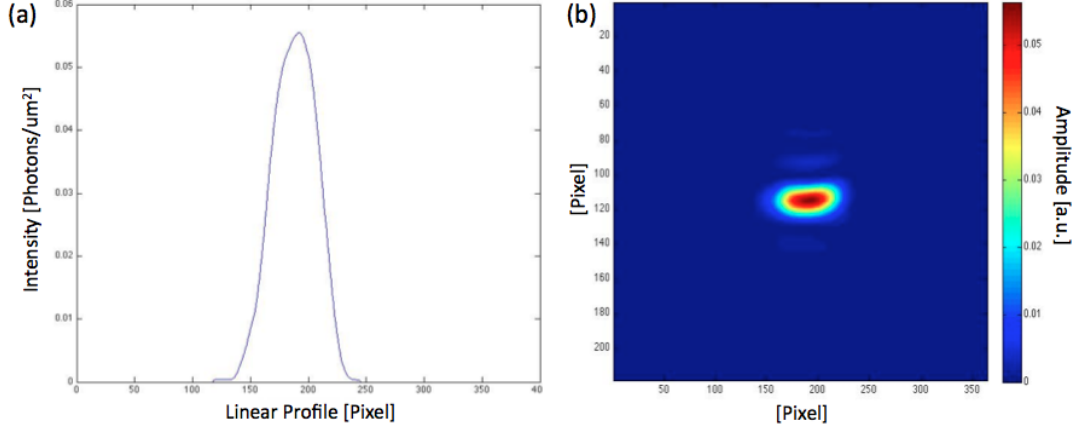 (a)
0.06
0.05
0.04
0.03
0.02
0.01
0
Intensity [Photons/um²]
0 50 100 150 200 250 300 350 40
Linear Profile [Pixel]
(b)
20
40
60
80
100
120
140
160
180
200
[Pixel]
50 100 150 200 250 300 350
[Pixel]
0.05
0.04
0.03
0.02
0.01
0
Amplitude [a.u.]